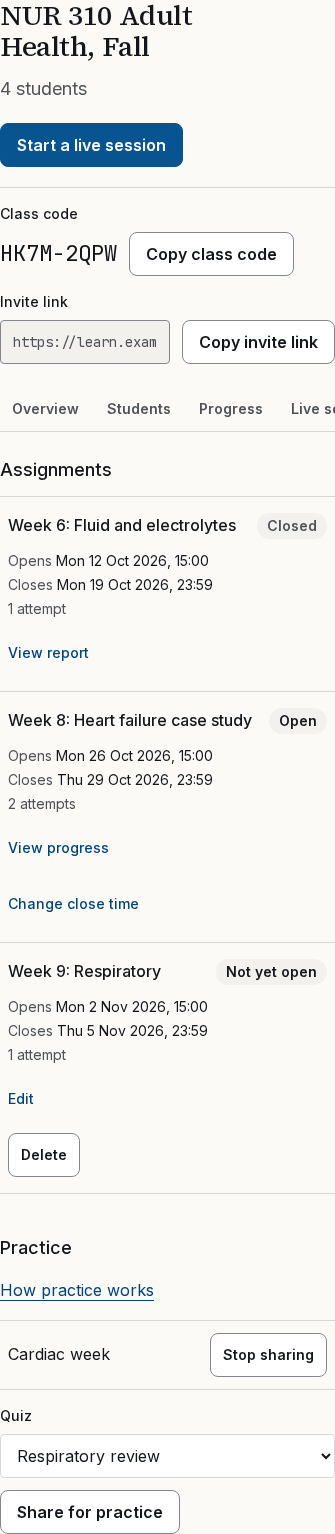 NUR 310 Adult
Health, Fall
4 students
Start a live session
Class code
HK7M-2QPW
Copy class code
Invite link
https://learn.exam
Copy invite link
Overview Students Progress Live se
Assignments
Week 6: Fluid and electrolytes
Closed
Opens Mon 12 Oct 2026, 15:00
Closes Mon 19 Oct 2026, 23:59
1 attempt
View report
Week 8: Heart failure case study
Open
Opens Mon 26 Oct 2026, 15:00
Closes Thu 29 Oct 2026, 23:59
2 attempts
View progress
Change close time
Week 9: Respiratory
Not yet open
Opens Mon 2 Nov 2026, 15:00
Closes Thu 5 Nov 2026, 23:59
1 attempt
Edit
Delete
Practice
How practice works
Cardiac week
Stop sharing
Quiz
Respiratory review
Share for practice